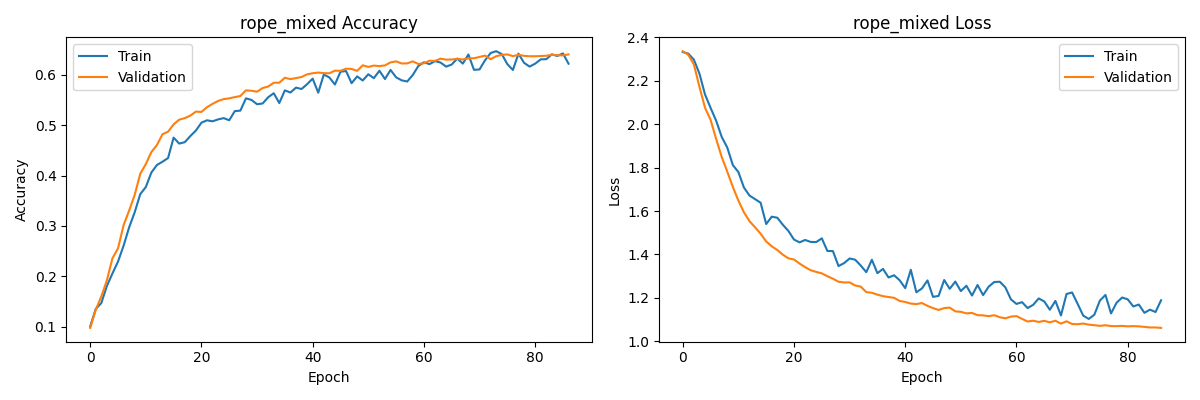 rope_mixed Accuracy
Train
Validation
Accuracy
0.6
0.5
0.4
0.3
0.2
0.1
0
20
40
60
80
Epoch
rope_mixed Loss
Train
Validation
Loss
2.4
2.2
2.0
1.8
1.6
1.4
1.2
1.0
0
20
40
60
80
Epoch